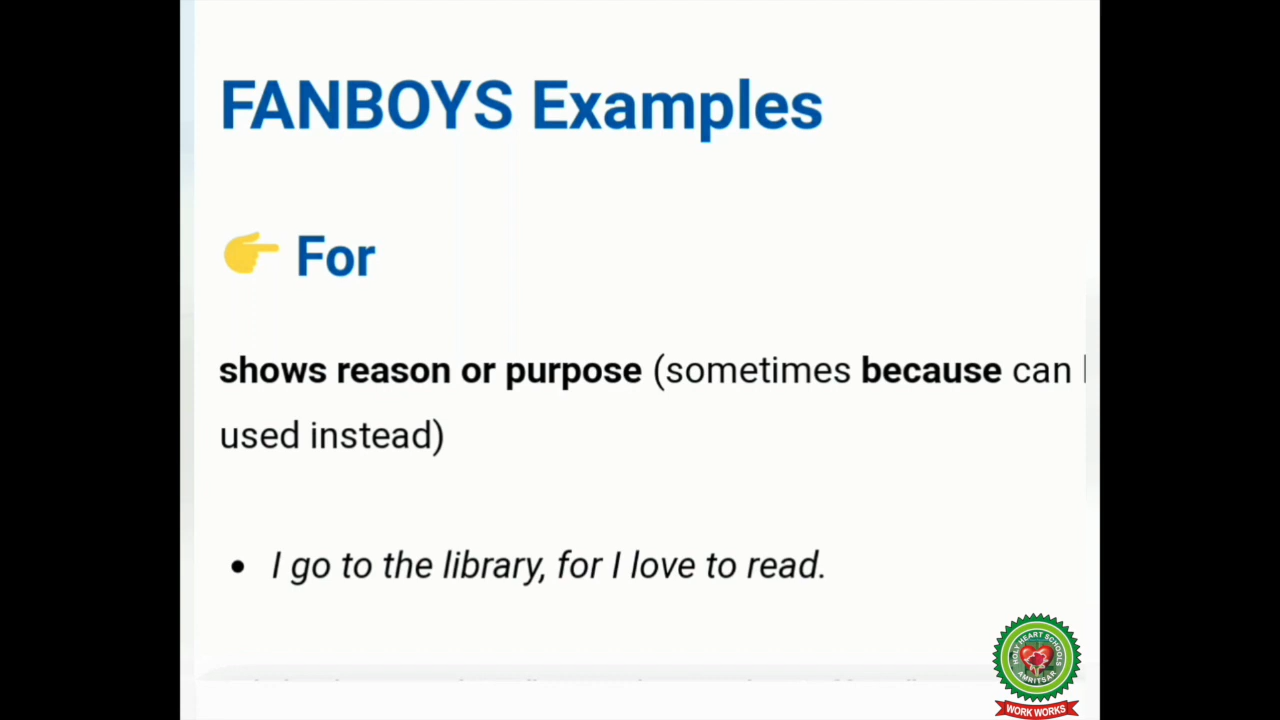 FANBOYS Examples
👉 For
shows reason or purpose (sometimes because can
used instead)
• I go to the library, for I love to read.
HOLY HEART SCHOOLS
AMRITSAR
WORK WORKS